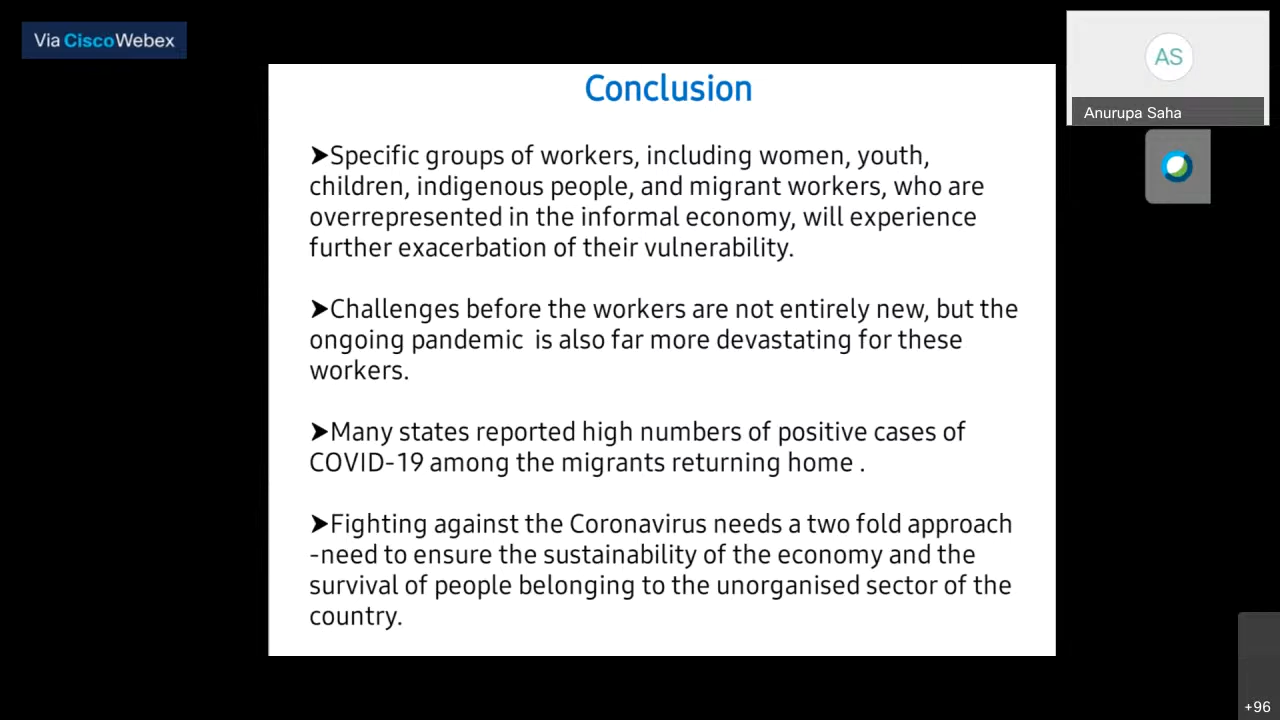 Via CiscoWebex
AS
Anurupa Saha
Conclusion
➤Specific groups of workers, including women, youth,
children, indigenous people, and migrant workers, who are
overrepresented in the informal economy, will experience
further exacerbation of their vulnerability.
➤Challenges before the workers are not entirely new, but the
ongoing pandemic  is also far more devastating for these
workers.
➤Many states reported high numbers of positive cases of
COVID-19 among the migrants returning home .
➤Fighting against the Coronavirus needs a two fold approach
-need to ensure the sustainability of the economy and the
survival of people belonging to the unorganised sector of the
country.
+96